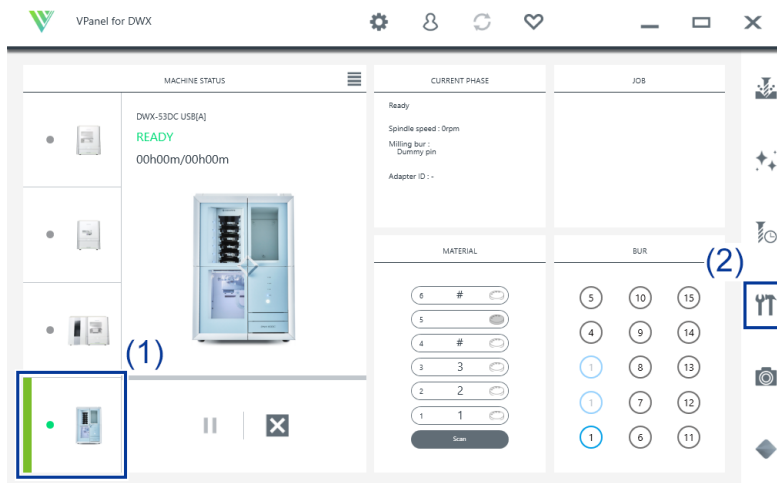 VPanel for DWX
MACHINE STATUS
DWX-53DC USB[A]
READY
00h00m/00h00m
(1)
CURRENT PHASE
Ready
Spindle speed : 0rpm
Milling bur :
Dummy pin
Adapter ID : -
JOB
MATERIAL
6 #
5
4 #
3 3
2 2
1 1
Scan
BUR
(2)
5 10 15
4 9 14
1 8 13
1 7 12
1 6 11